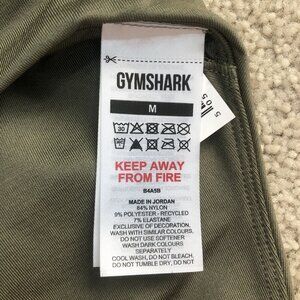 GYMSHARK
M
30
KEEP AWAY
FROM FIRE
B4A5B
MADE IN JORDAN
84% NYLON
9% POLYESTER - RECYCLED
7% ELASTANE
EXCLUSIVE OF DECORATION.
WASH WITH SIMILAR COLOURS.
DO NOT USE SOFTENER
WASH DARK COLOURS
SEPARATELY
COOL WASH, DO NOT BLEACH.
DO NOT TUMBLE DRY, DO NOT